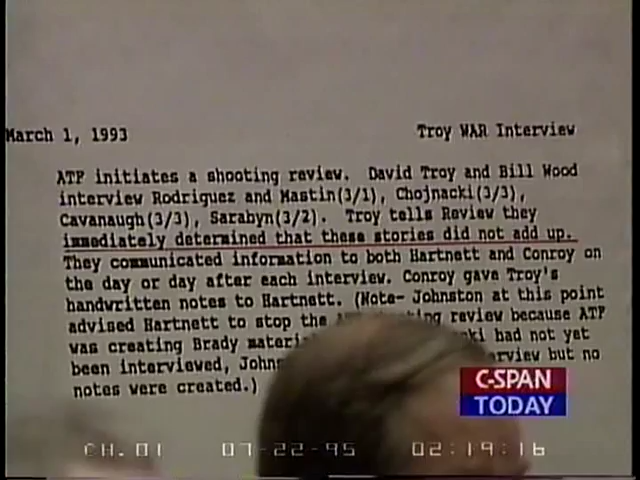 March 1, 1993 Troy WAR Interview
ATF initiates a shooting review. David Troy and Bill Wood
interview Rodriguez and Mastin(3/1), Chojnacki(3/3),
Cavanaugh(3/3), Sarabyn(3/2). Troy tells Review they
immediately determined that these stories did not add up.
They communicated information to both Hartnett and Conroy on
the day or day after each interview. Conroy gave Troy's
handwritten notes to Hartnett. (Note- Johnston at this point
advised Hartnett to stop the review because ATF
was creating Brady had not yet
been interviewed, but no
notes were created.)
C-SPAN
TODAY
CH.01 07-22-95 02:19:16